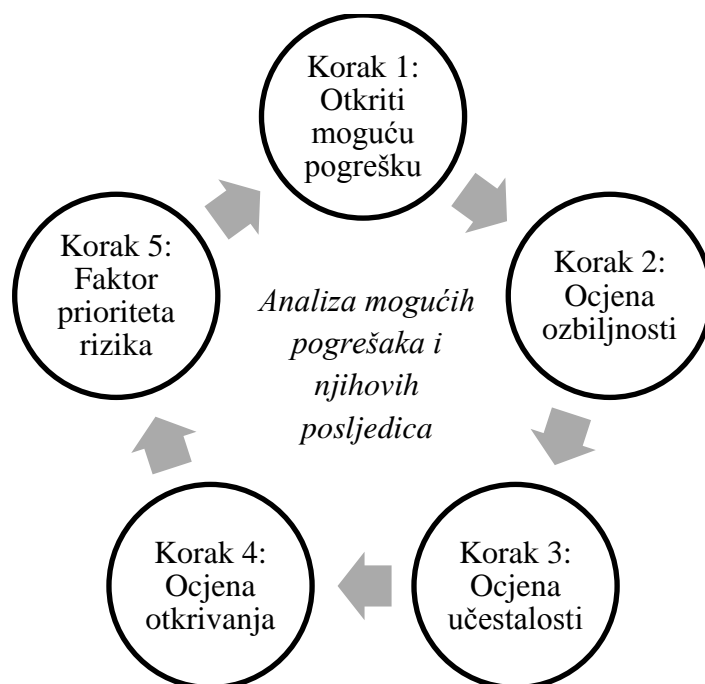 Korak 1:
Otkriti
moguću
pogrešku
Korak 2:
Ocjena
ozbiljnosti
Korak 3:
Ocjena
učestalosti
Korak 4:
Ocjena
otkrivanja
Korak 5:
Faktor
prioriteta
rizika
Analiza mogućih
pogrešaka i
njihovih
posljedica